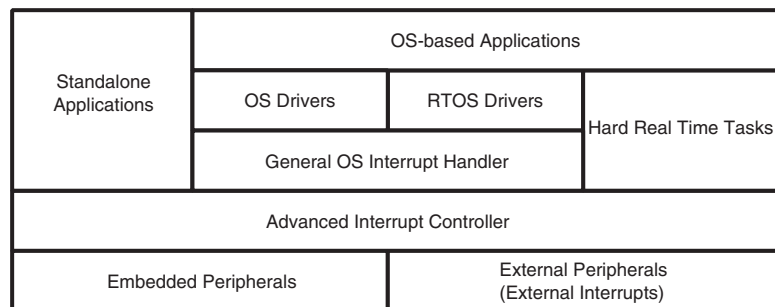 OS-based Applications
Standalone
Applications
OS Drivers
RTOS Drivers
Hard Real Time Tasks
General OS Interrupt Handler
Advanced Interrupt Controller
Embedded Peripherals
External Peripherals
(External Interrupts)